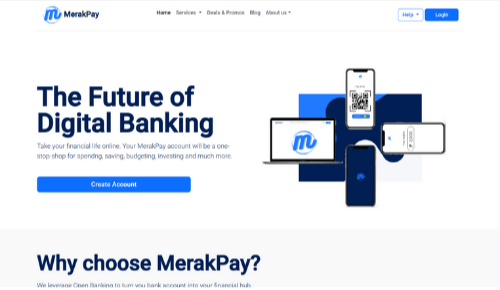 MerakPay
Home Services Deals & Promos Blog About us
Help Login
The Future of
Digital Banking
Take your financial life online. Your MerakPay account will be a one-
stop-shop for spending, saving, budgeting, investing and much more.
Create Account
Why choose MerakPay?
We leverage Open Banking to turn you bank account into your financial hub.